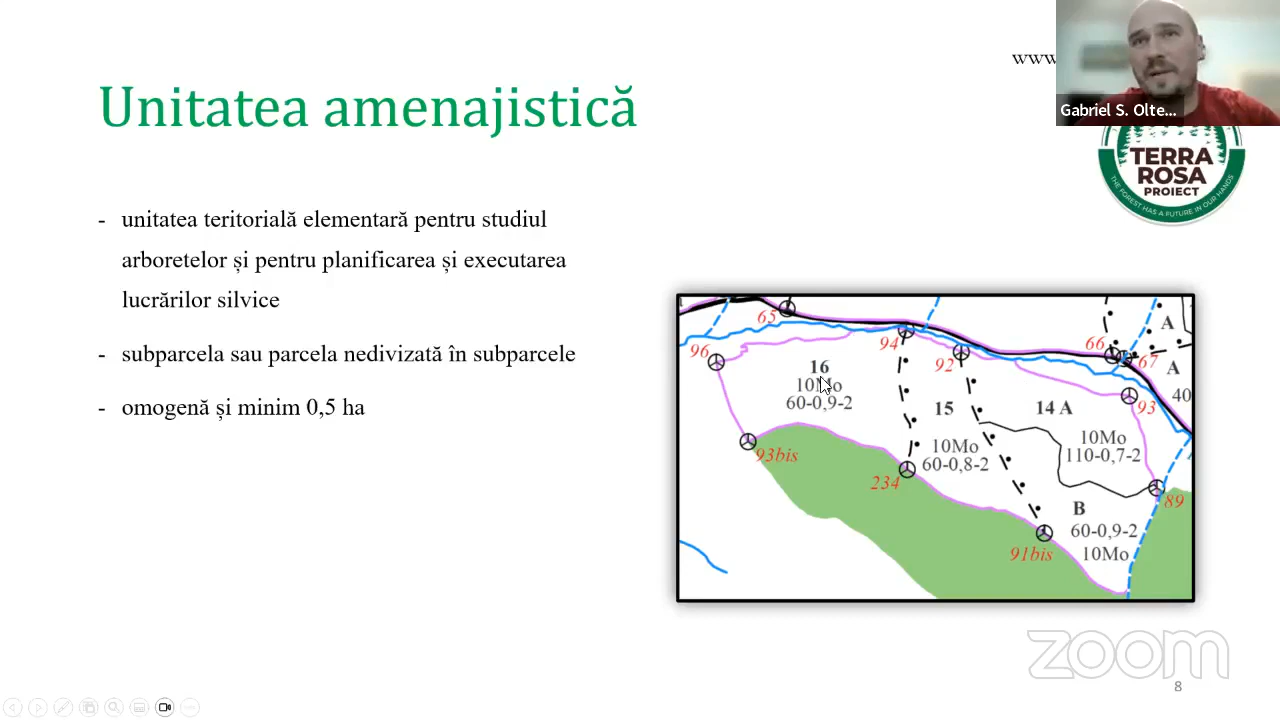 www
Gabriel S. Olte...
Unitatea amenajistică
TERRA
ROSA
PROIECT
THE FOREST HAS A FUTURE IN OUR HANDS
- unitatea teritorială elementară pentru studiul
arboretelor și pentru planificarea și executarea
lucrărilor silvice
- subparcela sau parcela nedivizată în subparcele
- omogenă și minim 0,5 ha
65
96
94
92
66
67
A
A
40
93
16
10Mo
60-0,9-2
15
10Mo
60-0,8-2
14 A
10Mo
110-0,7-2
93bis
234
89
B
60-0,9-2
10Mo
91bis
zoom
8